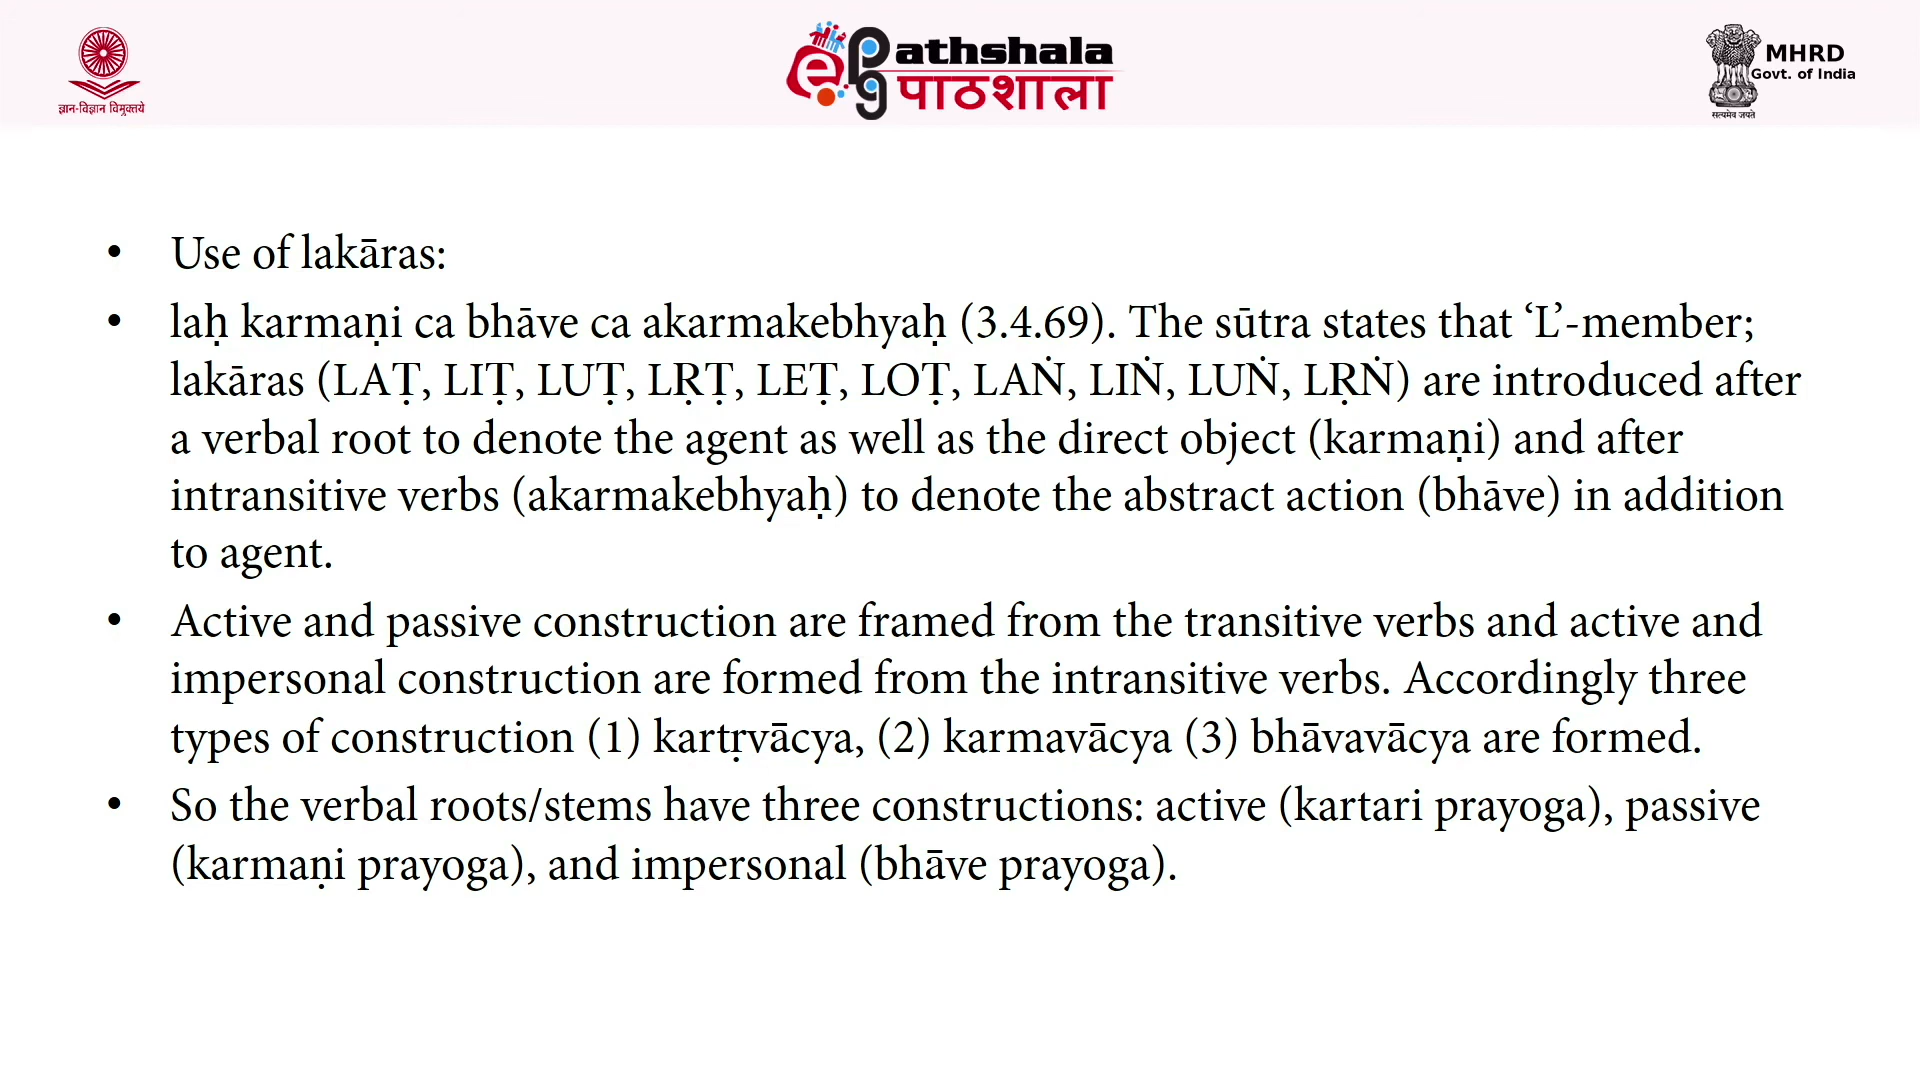 ज्ञान-विज्ञान विमुक्तये
e
Pg
athshala
पाठशाला
MHRD
Govt. of India
सत्यमेव जयते
• Use of lakāras:
• laḥ karmaṇi ca bhāve ca akarmakebhyaḥ (3.4.69). The sūtra states that ‘L’-member;
lakāras (LAṬ, LIṬ, LUṬ, LṚṬ, LEṬ, LOṬ, LAṄ, LIṄ, LUṄ, LṚṄ) are introduced after
a verbal root to denote the agent as well as the direct object (karmaṇi) and after
intransitive verbs (akarmakebhyaḥ) to denote the abstract action (bhāve) in addition
to agent.
• Active and passive construction are framed from the transitive verbs and active and
impersonal construction are formed from the intransitive verbs. Accordingly three
types of construction (1) kartṛvācya, (2) karmavācya (3) bhāvavācya are formed.
• So the verbal roots/stems have three constructions: active (kartari prayoga), passive
(karmaṇi prayoga), and impersonal (bhāve prayoga).